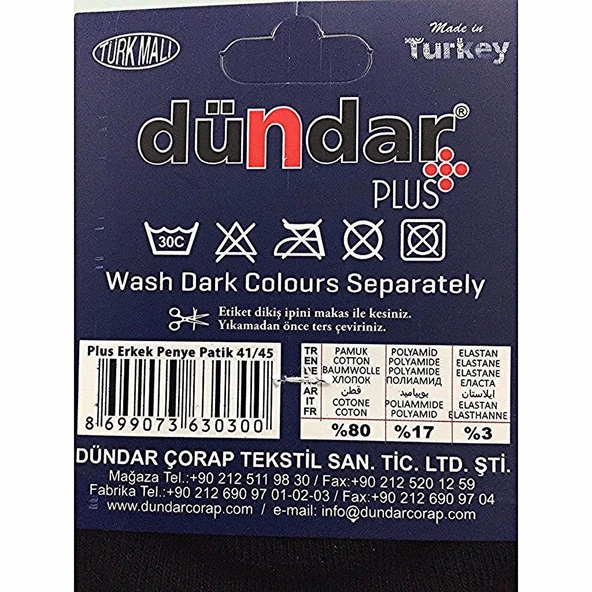 TÜRK MALI
Made in
Turkey
dündar®
PLUS
30C
Wash Dark Colours Separately
Etiket dikiş ipini makas ile kesiniz.
Yıkamadan önce ters çeviriniz.
Plus Erkek Penye Patik 41/45
8 699073 630300
TR PAMUK POLYAMİD ELASTAN
EN COTTON POLYAMIDE ELASTANE
DE BAUMWOLLE POLYAMIDE ELASTANE
ХЛОПОК ПОЛИАМИД ЕЛАСТА
AR قطن بوييامید ايلاستان
IT COTONE POLIAMMIDE ELASTAN
FR COTON POLYAMID ELASTHANNE
%80 %17 %3
DÜNDAR ÇORAP TEKSTİL SAN. TİC. LTD. ŞTİ.
Mağaza Tel.:+90 212 511 98 30 / Fax:+90 212 520 12 59
Fabrika Tel.:+90 212 690 97 01-02-03 / Fax:+90 212 690 97 04
www.dundarcorap.com / e-mail: info@dundarcorap.com